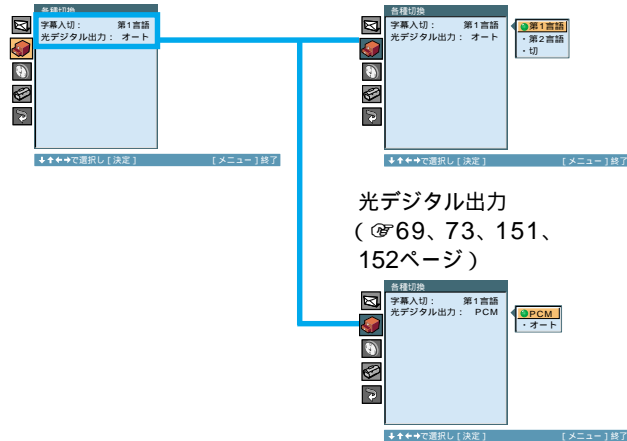 各種切換
字幕入切： 第1言語
光デジタル出力： オート
↓↑←→で選択し［決定］ ［メニュー］終了
各種切換
字幕入切： 第1言語
光デジタル出力： オート
第1言語
・第2言語
・切
↓↑←→で選択し［決定］ ［メニュー］終了
光デジタル出力
（☞69、73、151、
152ページ）
各種切換
字幕入切： 第1言語
光デジタル出力： PCM
PCM
・オート
↓↑←→で選択し［決定］ ［メニュー］終了